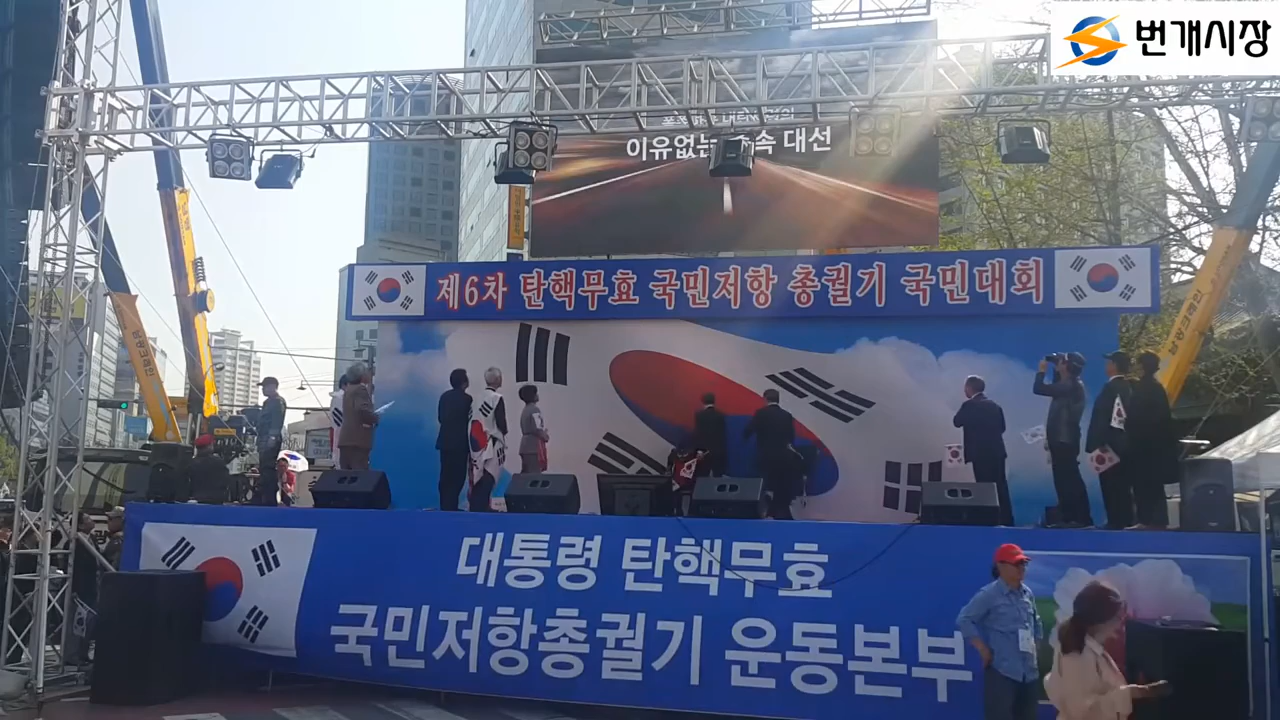 번개시장
이유없는 대선
제6차 탄핵무효 국민저항 총궐기 국민대회
대통령 탄핵무효
국민저항총궐기 운동본부